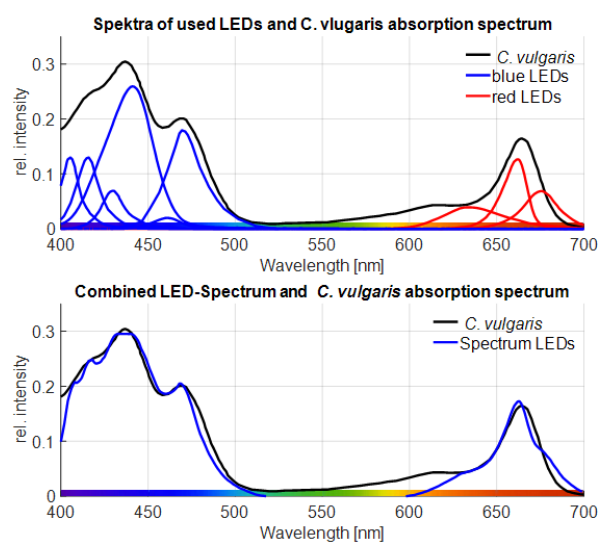 Spektra of used LEDs and C. vlugaris absorption spectrum
rel. intensity
0.3
0.2
0.1
0
C. vulgaris
blue LEDs
red LEDs
400 450 500 550 600 650 700
Wavelength [nm]
Combined LED-Spectrum and C. vulgaris absorption spectrum
rel. intensity
0.3
0.2
0.1
0
C. vulgaris
Spectrum LEDs
400 450 500 550 600 650 700
Wavelength [nm]